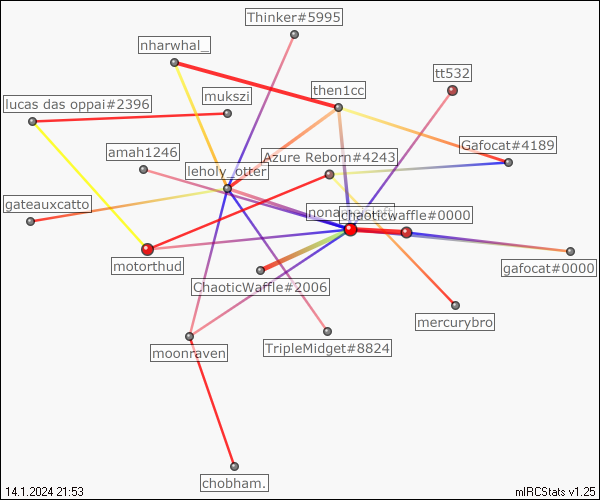 Thinker#5995
nharwhal_
tt532
then1cc
mukszi
lucas das oppai#2396
Gafocat#4189
amah1246
Azure Reborn#4243
leholy_otter
gateauxcatto
chaoticwaffle#0000
motorthud
gafocat#0000
ChaoticWaffle#2006
mercurybro
moonraven
TripleMidget#8824
chobham.
14.1.2024 21:53
mIRCStats v1.25